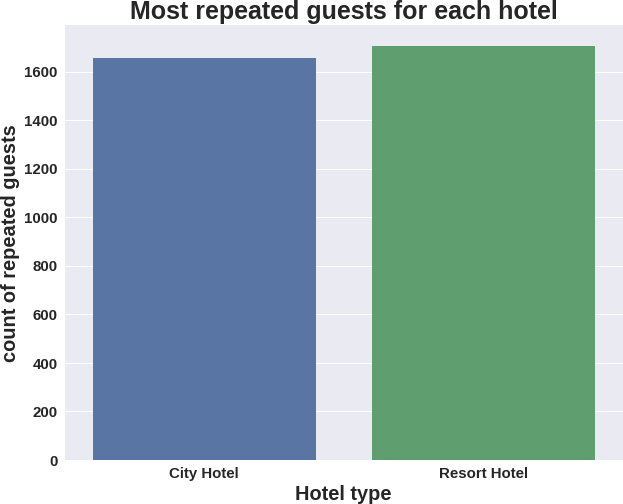 Most repeated guests for each hotel
count of repeated guests
1600
1400
1200
1000
800
600
400
200
0
City Hotel
Resort Hotel
Hotel type